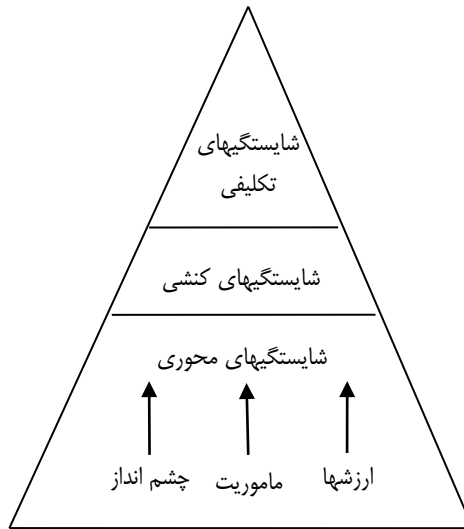 شایستگیهای
تکلیفی
شایستگیهای کنشی
شایستگیهای محوری
ارزشها ماموریت چشم انداز